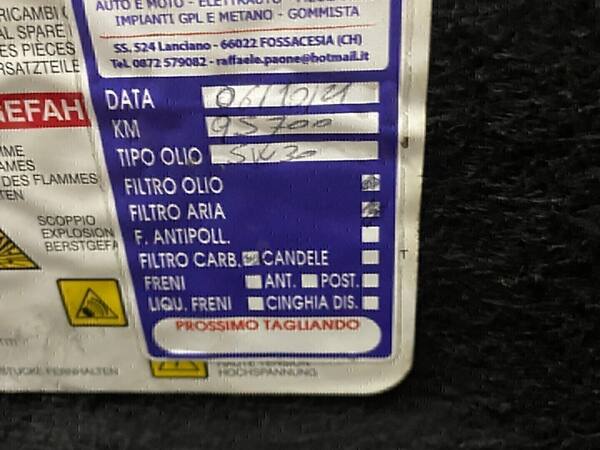 RICAMBI
AL SPARE
DES PIÈCES
RSATZTEILE
GEFAH
AMES
DES FLAMMES
TEN
SCOPPIO
EXPLOSION
BERSTGEFA
STÜCKE FERNHALTEN
HOCHSPANNUNG
AUTO E MOTO - ELETTRAUTO
IMPIANTI GPL E METANO - GOMMISTA
SS. 524 Lanciano - 66022 FOSSACESIA (CH)
Tel. 0872 579082 - raffaele.paone@hotmail.it
DATA 06/10/21
KM 95700
TIPO OLIO 5W30
FILTRO OLIO
FILTRO ARIA
F. ANTIPOLL.
FILTRO CARB. CANDELE
FRENI ANT. POST.
LIQU. FRENI CINGHIA DIS.
PROSSIMO TAGLIANDO